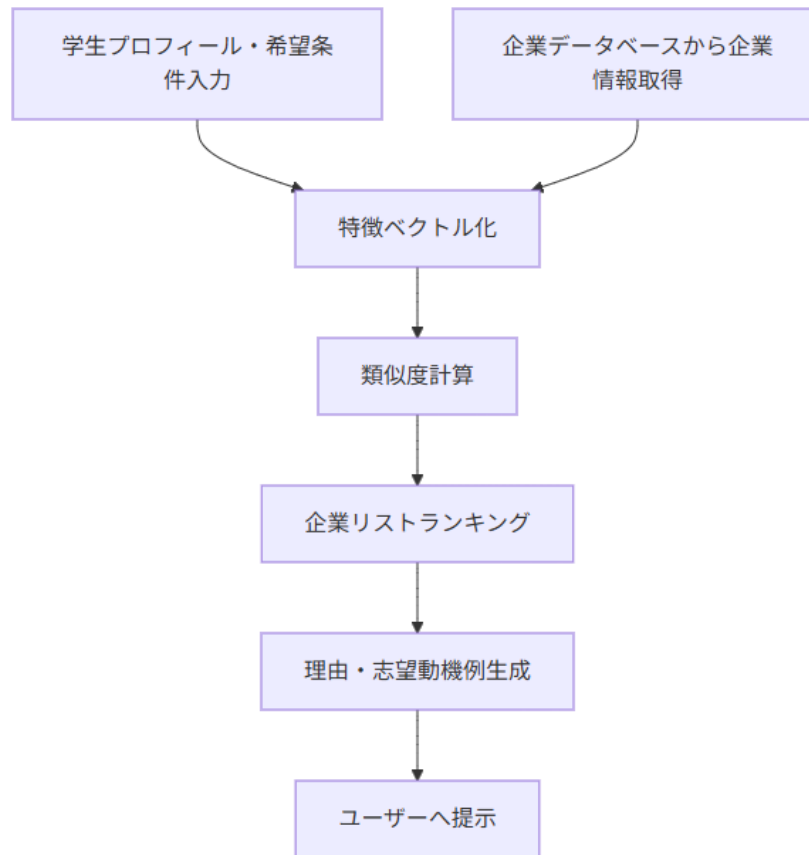 学生プロフィール・希望条
件入力
企業データベースから企業
情報取得
特徴ベクトル化
類似度計算
企業リストランキング
理由・志望動機例生成
ユーザーへ提示